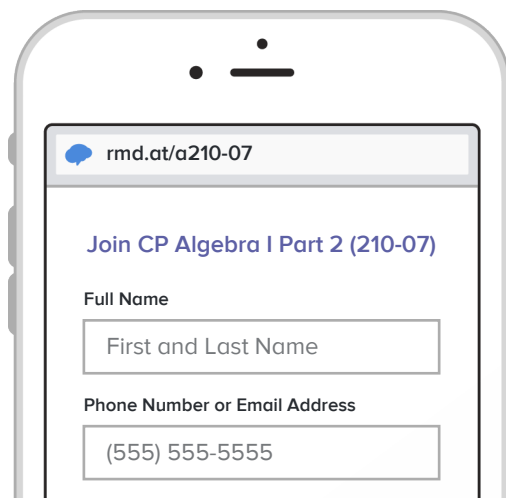 rmd.at/a210-07
Join CP Algebra I Part 2 (210-07)
Full Name
First and Last Name
Phone Number or Email Address
(555) 555-5555